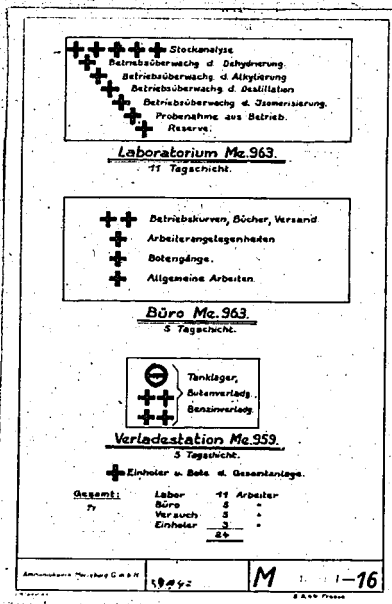 Stockanalyse
Betriebsüberwachg. d. Dehydrierung.
Betriebsüberwachg. d. Alkylierung
Betriebsüberwachg. d. Destillation
Betriebsüberwachg. d. Isomerisierung.
Probenahme aus Betrieb.
Reserve.
Laboratorium Me.963.
11 Tagschicht.
Betriebskurven, Bücher, Versand.
Arbeiterangelegenheiten
Botengänge.
Allgemeine Arbeiten.
Büro Me.963.
5 Tagschicht.
Tanklager,
Butanverladg.
Benzinverladg.
Verladestation Me.959.
5 Tagschicht.
Einholer u. Bote d. Gesamtanlage.
Gesamt: Labor 11 Arbeiter
Büro 5 "
Versuch 5 "
Einholer 3 "
24
Ammoniakwerk Merseburg G.m.b.H.
M
-16